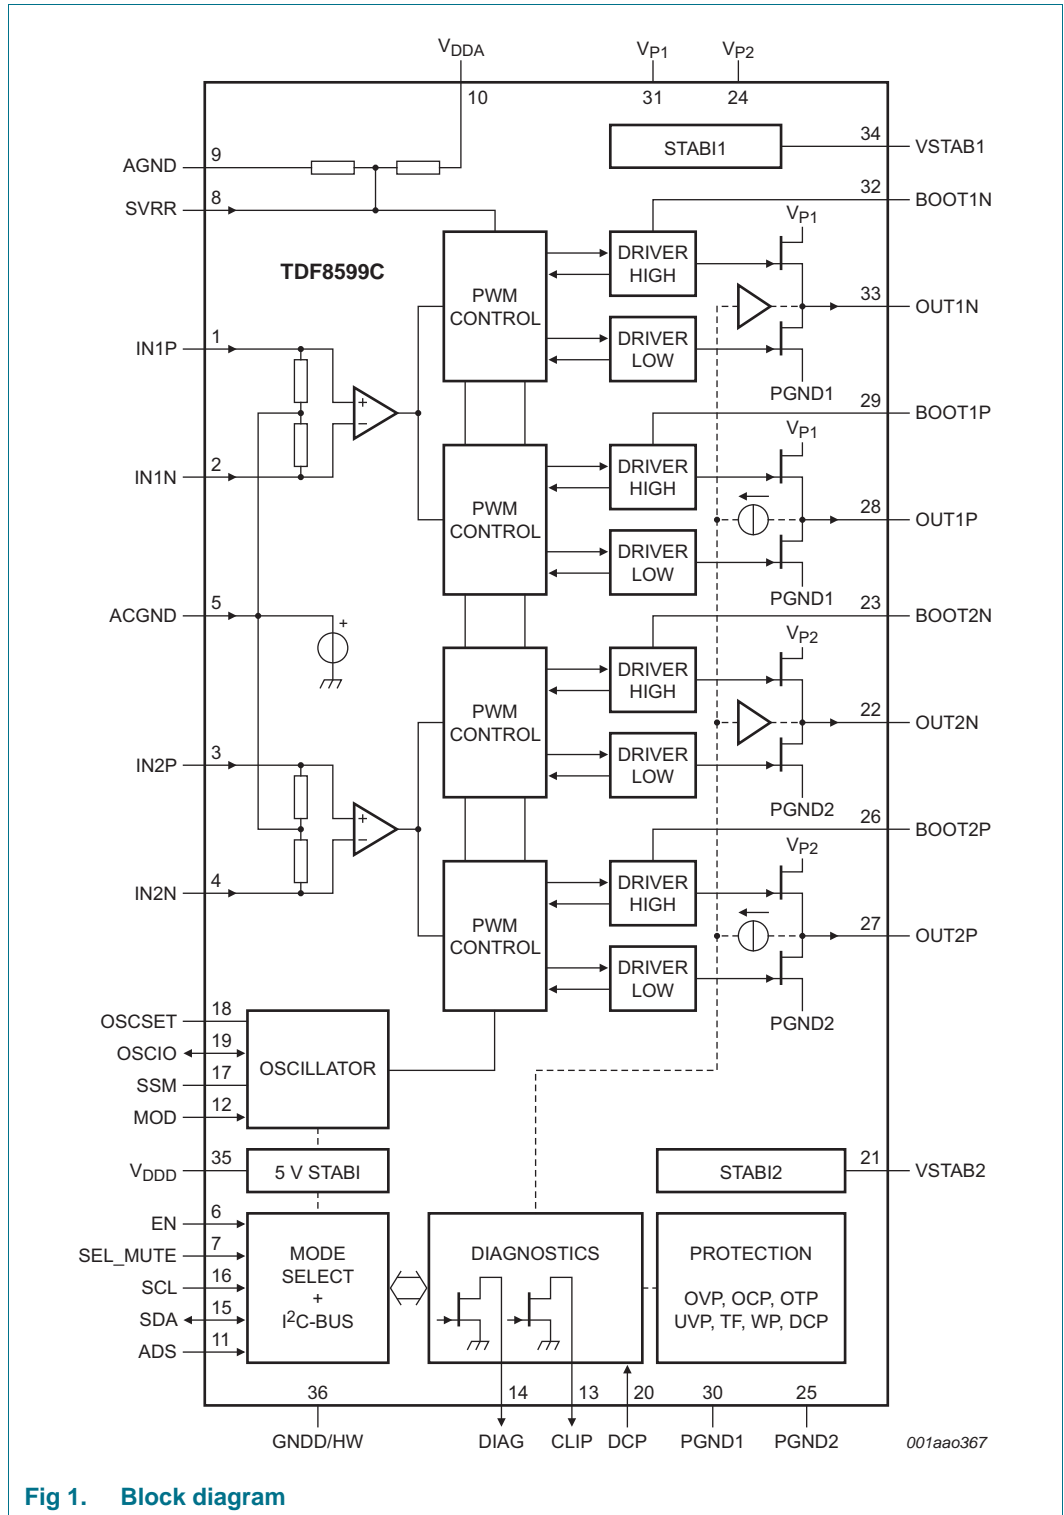 VDDA
VP1
VP2
10
31
24
AGND
9
STABI1
34
VSTAB1
SVRR
8
32
BOOT1N
TDF8599C
PWM
CONTROL
DRIVER
HIGH
VP1
33
OUT1N
IN1P
1
DRIVER
LOW
PGND1
+
−
29
BOOT1P
IN1N
2
PWM
CONTROL
DRIVER
HIGH
VP1
28
OUT1P
DRIVER
LOW
PGND1
ACGND
5
+
23
BOOT2N
PWM
CONTROL
DRIVER
HIGH
VP2
22
OUT2N
IN2P
3
DRIVER
LOW
PGND2
+
−
26
BOOT2P
IN2N
4
PWM
CONTROL
DRIVER
HIGH
VP2
27
OUT2P
DRIVER
LOW
PGND2
OSCSET
18
OSCIO
19
SSM
17
MOD
12
OSCILLATOR
VDDD
35
5 V STABI
STABI2
21
VSTAB2
EN
6
SEL_MUTE
7
SCL
16
SDA
15
ADS
11
MODE
SELECT
+
I²C-BUS
DIAGNOSTICS
PROTECTION
OVP, OCP, OTP
UVP, TF, WP, DCP
36
14
13
20
30
25
GNDD/HW
DIAG
CLIP
DCP
PGND1
PGND2
001aao367
Fig 1. Block diagram